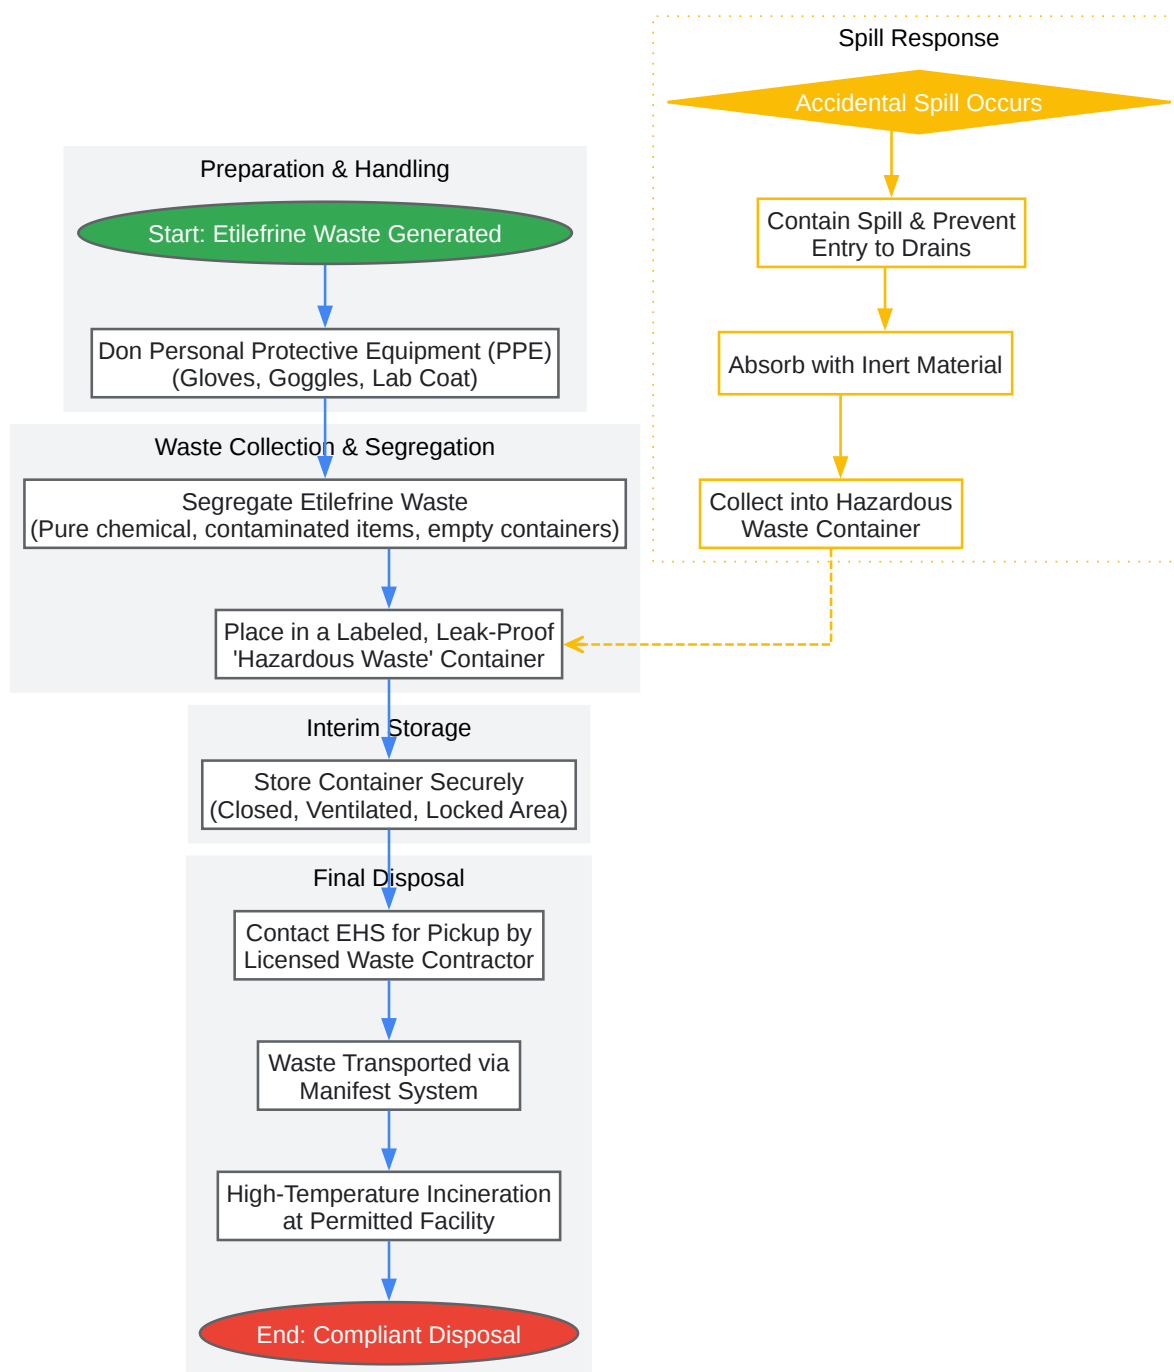 Preparation & Handling
Start: Etilefrine Waste Generated
Don Personal Protective Equipment (PPE)
(Gloves, Goggles, Lab Coat)
Waste Collection & Segregation
Segregate Etilefrine Waste
(Pure chemical, contaminated items, empty containers)
Place in a Labeled, Leak-Proof
'Hazardous Waste' Container
Interim Storage
Store Container Securely
(Closed, Ventilated, Locked Area)
Final Disposal
Contact EHS for Pickup by
Licensed Waste Contractor
Waste Transported via
Manifest System
High-Temperature Incineration
at Permitted Facility
End: Compliant Disposal
Spill Response
Accidental Spill Occurs
Contain Spill & Prevent
Entry to Drains
Absorb with Inert Material
Collect into Hazardous
Waste Container